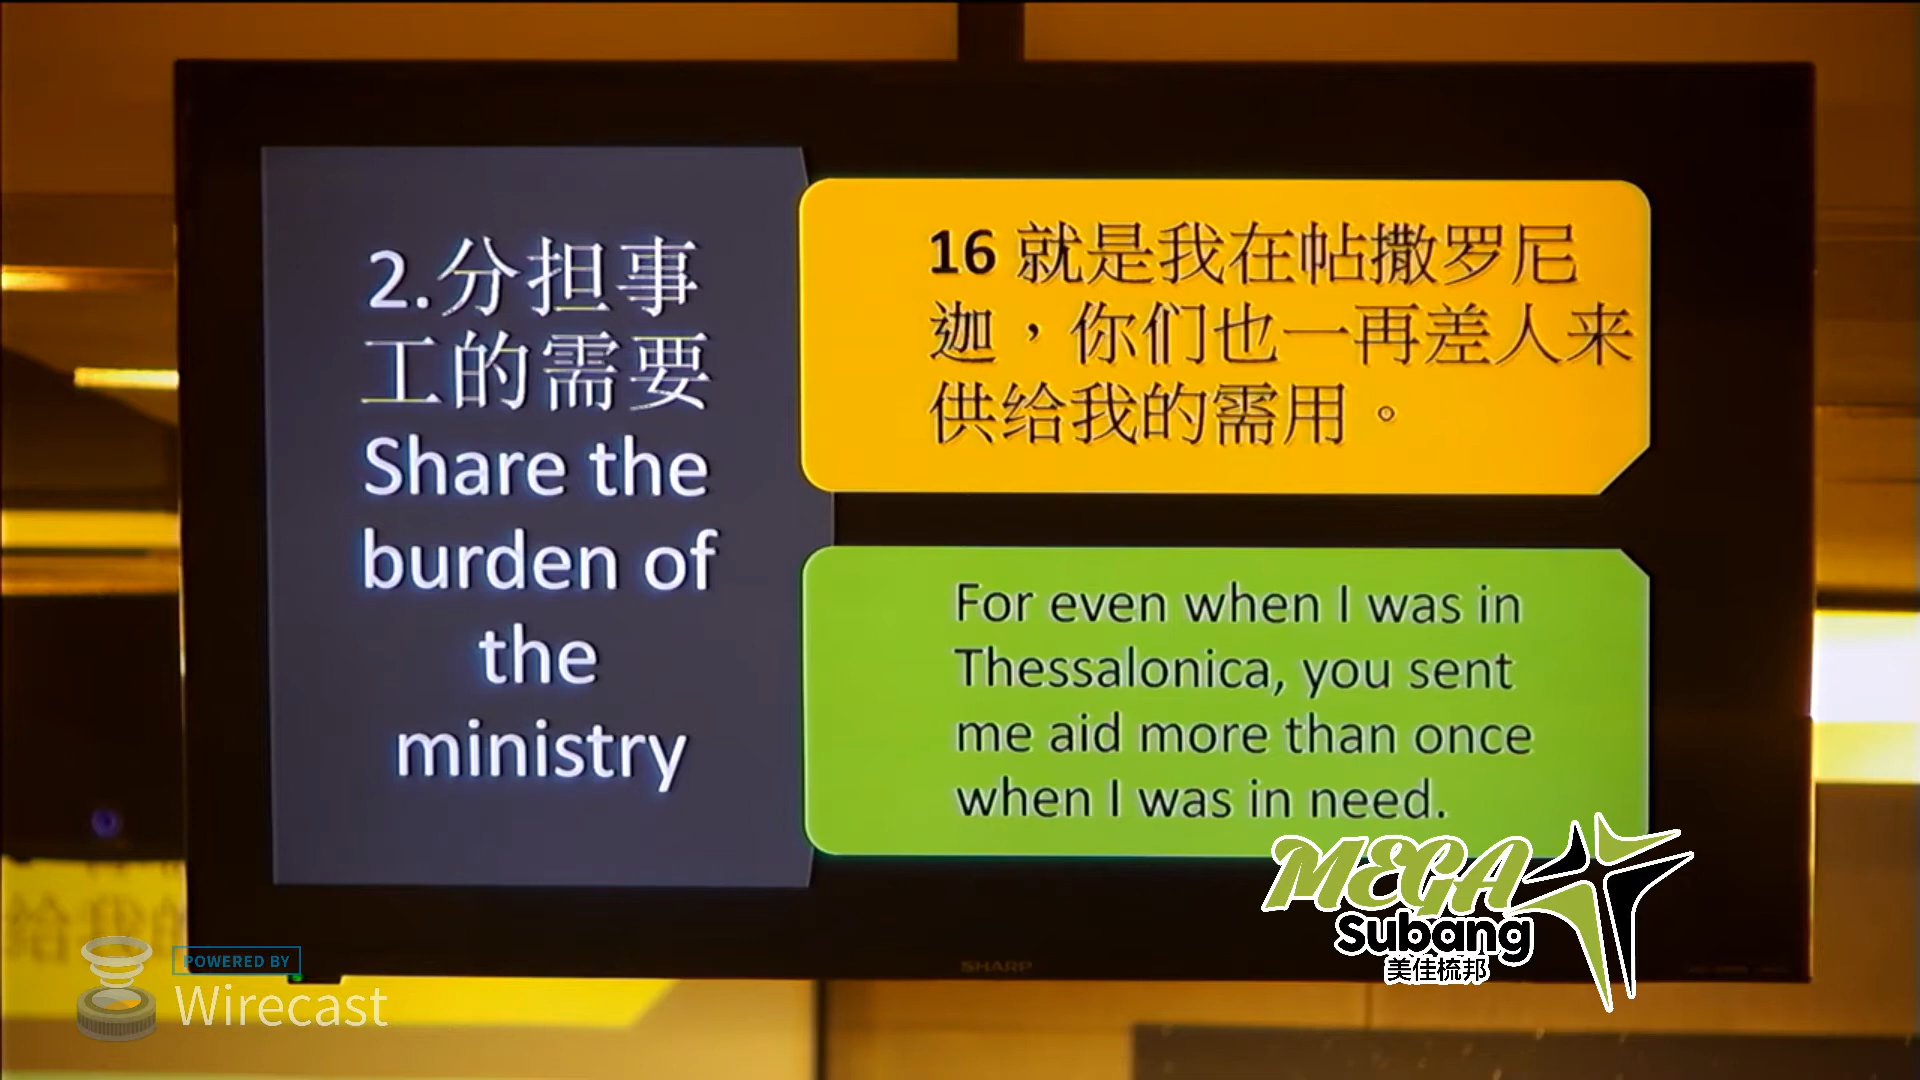 2.分担事
工的需要
Share the
burden of
the
ministry
16 就是我在帖撒罗尼
迦，你们也一再差人来
供给我的需用。
For even when I was in
Thessalonica, you sent
me aid more than once
when I was in need.
MEGA
Subang
美佳梳邦
SHARP
POWERED BY
Wirecast
给我的